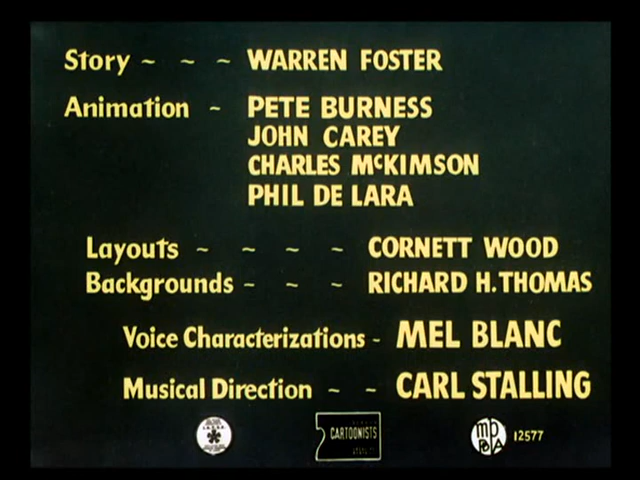 Story ~ ~ ~ WARREN FOSTER
Animation ~ PETE BURNESS
JOHN CAREY
CHARLES McKIMSON
PHIL DE LARA
Layouts ~ ~ ~ ~ CORNETT WOOD
Backgrounds - ~ ~ RICHARD H. THOMAS
Voice Characterizations - MEL BLANC
Musical Direction ~ ~ CARL STALLING
CARTOONISTS
MPPDA 12577